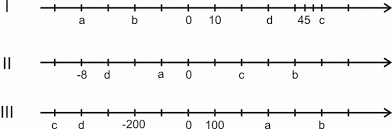 I
a b 0 10 d 45 c
II
-8 d a 0 c b
III
c d -200 0 100 a b